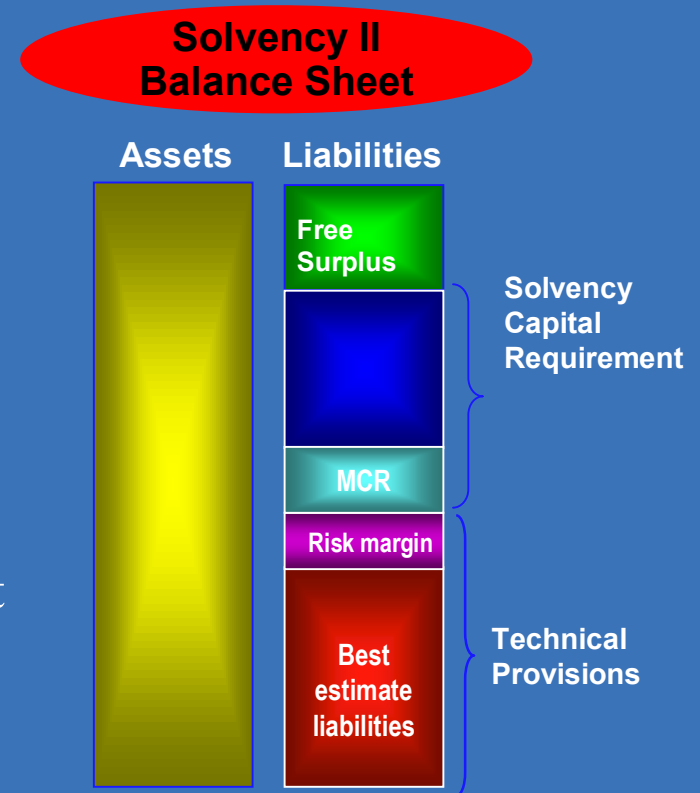 Solvency II
Balance Sheet
Assets
Liabilities
Free
Surplus
Solvency
Capital
Requirement
MCR
Risk margin
Technical
Provisions
Best
estimate
liabilities
t